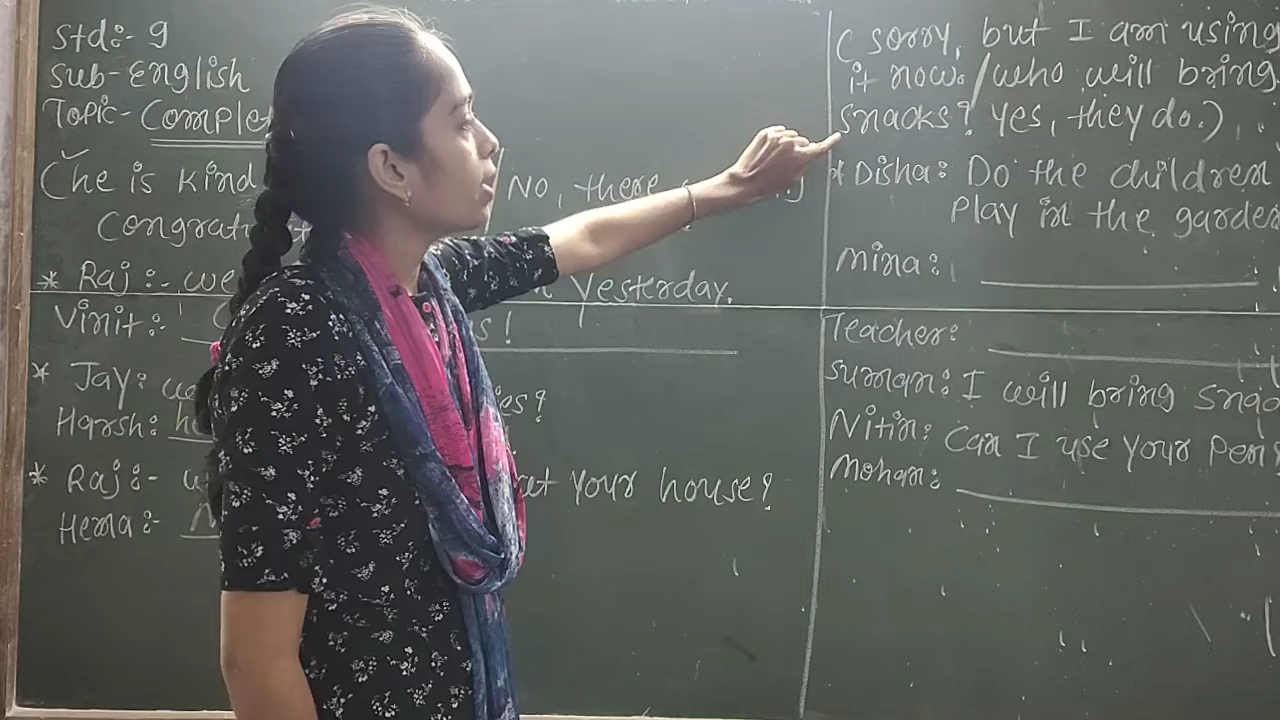 Std:- 9
Sub- English
Topic- Complet
(he is kind
No, there
Congrat
* Raj :- we
yesterday.
Vinit :- C s!
* Jay: we es?
Harsh: he
* Raj :- w at your house?
Hema :- N
(sorry, but I am using
it now. / who will bring
snacks? yes, they do.)
* Disha: Do the children
Play in the garden
Mina:
Teacher:
Suman: I will bring snac
Nitin: Can I use your pen
Mohan: